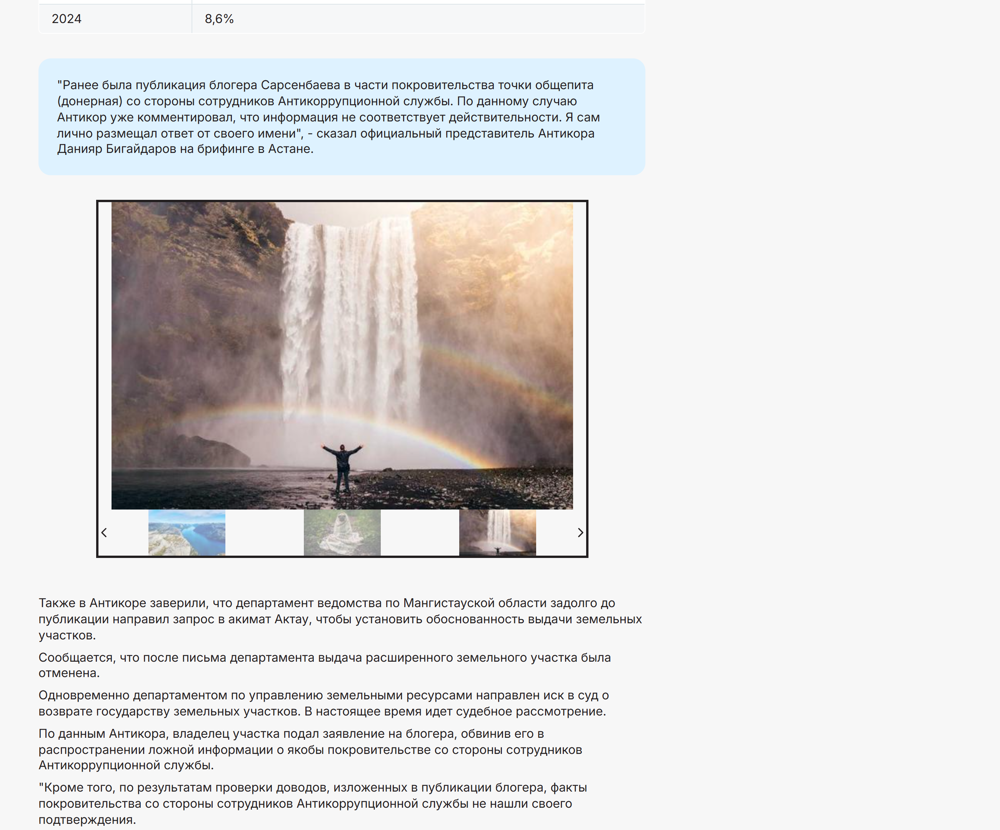 2024 8,6%
"Ранее была публикация блогера Сарсенбаева в части покровительства точки общепита
(донерная) со стороны сотрудников Антикоррупционной службы. По данному случаю
Антикор уже комментировал, что информация не соответствует действительности. Я сам
лично размещал ответ от своего имени", - сказал официальный представитель Антикора
Данияр Бигайдаров на брифинге в Астане.
Также в Антикоре заверили, что департамент ведомства по Мангистауской области задолго до
публикации направил запрос в акимат Актау, чтобы установить обоснованность выдачи земельных
участков.
Сообщается, что после письма департамента выдача расширенного земельного участка была
отменена.
Одновременно департаментом по управлению земельными ресурсами направлен иск в суд о
возврате государству земельных участков. В настоящее время идет судебное рассмотрение.
По данным Антикора, владелец участка подал заявление на блогера, обвинив его в
распространении ложной информации о якобы покровительстве со стороны сотрудников
Антикоррупционной службы.
"Кроме того, по результатам проверки доводов, изложенных в публикации блогера, факты
покровительства со стороны сотрудников Антикоррупционной службы не нашли своего
подтверждения.